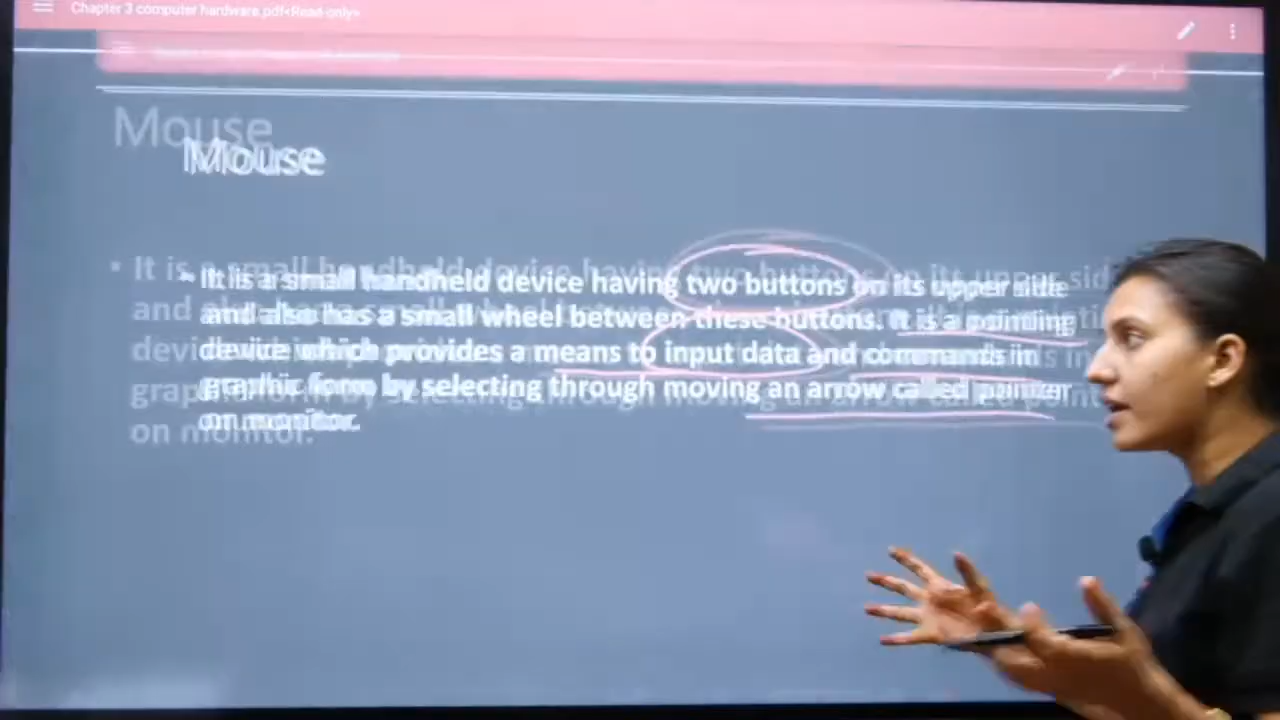 Chapter 3 computer hardware.pdf<Read-only>
Mouse
• It is a small handheld device having two buttons on its upper side
and also has a small wheel between these buttons. It is a pointing
device which provides a means to input data and commands in
graphic form by selecting through moving an arrow called pointer
on monitor.